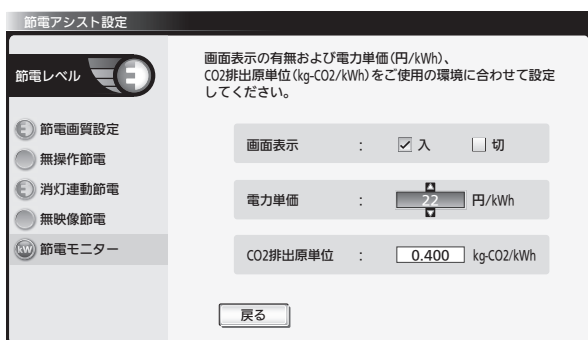 節電アシスト設定
節電レベル
E
画面表示の有無および電力単価(円/kWh)、
CO2排出原単位(kg-CO2/kWh)をご使用の環境に合わせて設定
してください。
E 節電画質設定
無操作節電
E 消灯連動節電
無映像節電
kW 節電モニター
画面表示 : 入 切
電力単価 : 22 円/kWh
CO2排出原単位 : 0.400 kg-CO2/kWh
戻る